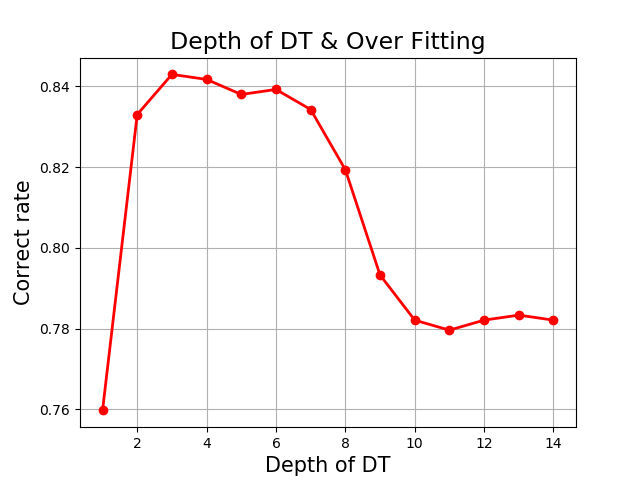 Depth of DT & Over Fitting
Correct rate
0.84
0.82
0.80
0.78
0.76
2 4 6 8 10 12 14
Depth of DT